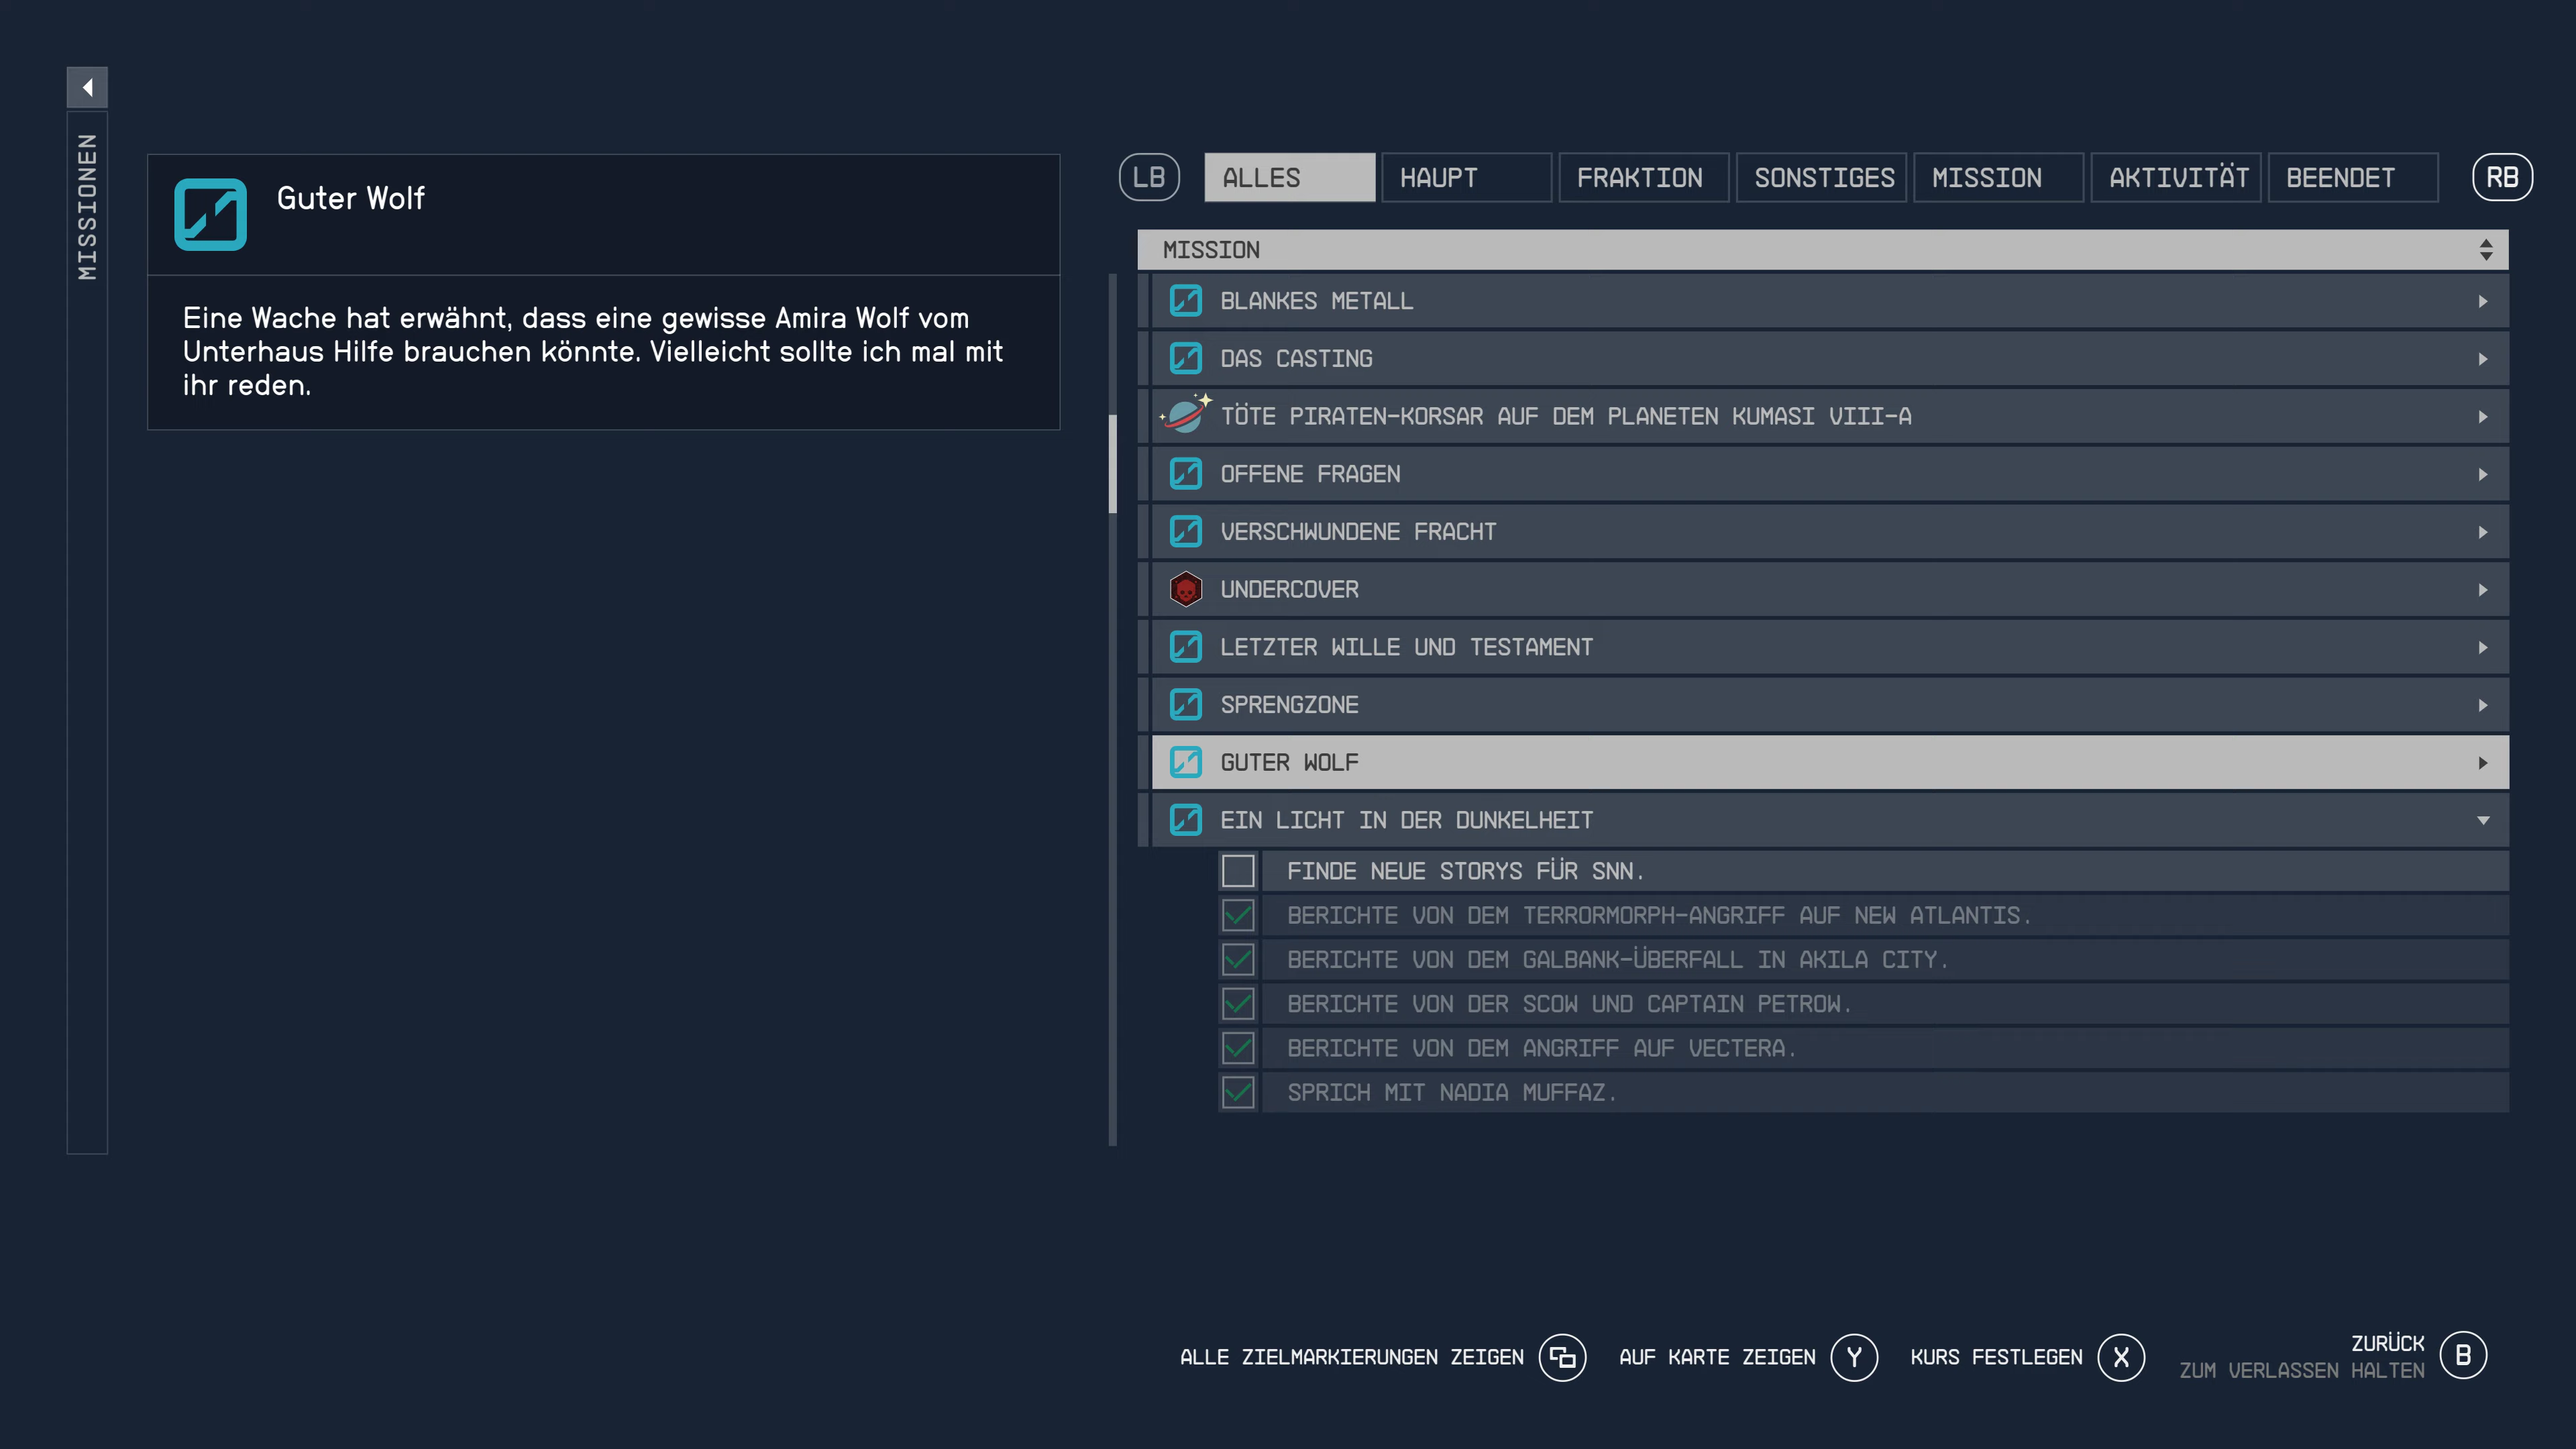 MISSIONEN
Guter Wolf
Eine Wache hat erwähnt, dass eine gewisse Amira Wolf vom
Unterhaus Hilfe brauchen könnte. Vielleicht sollte ich mal mit
ihr reden.
LB ALLES HAUPT FRAKTION SONSTIGES MISSION AKTIVITÄT BEENDET RB
MISSION
BLANKES METALL
DAS CASTING
TÖTE PIRATEN-KORSAR AUF DEM PLANETEN KUMASI VIII-A
OFFENE FRAGEN
VERSCHWUNDENE FRACHT
UNDERCOVER
LETZTER WILLE UND TESTAMENT
SPRENGZONE
GUTER WOLF
EIN LICHT IN DER DUNKELHEIT
FINDE NEUE STORYS FÜR SNN.
BERICHTE VON DEM TERRORMORPH-ANGRIFF AUF NEW ATLANTIS.
BERICHTE VON DEM GALBANK-ÜBERFALL IN AKILA CITY.
BERICHTE VON DER SCOW UND CAPTAIN PETROW.
BERICHTE VON DEM ANGRIFF AUF VECTERA.
SPRICH MIT NADIA MUFFAZ.
ALLE ZIELMARKIERUNGEN ZEIGEN AUF KARTE ZEIGEN Y KURS FESTLEGEN X ZURÜCK B
ZUM VERLASSEN HALTEN